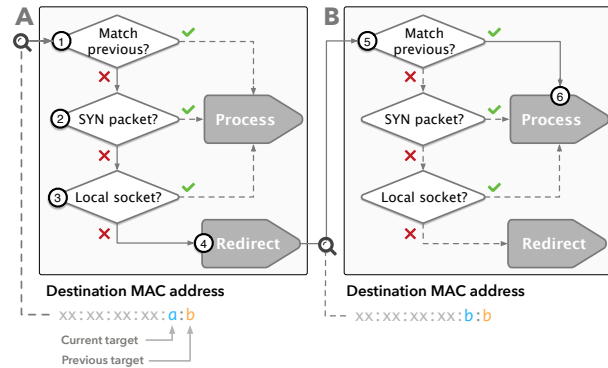 A
1
Match
previous?
2
SYN packet?
Process
3
Local socket?
4
Redirect
Destination MAC address
xx:xx:xx:xx:a:b
Current target
Previous target
B
5
Match
previous?
6
SYN packet?
Process
Local socket?
Redirect
Destination MAC address
xx:xx:xx:xx:b:b